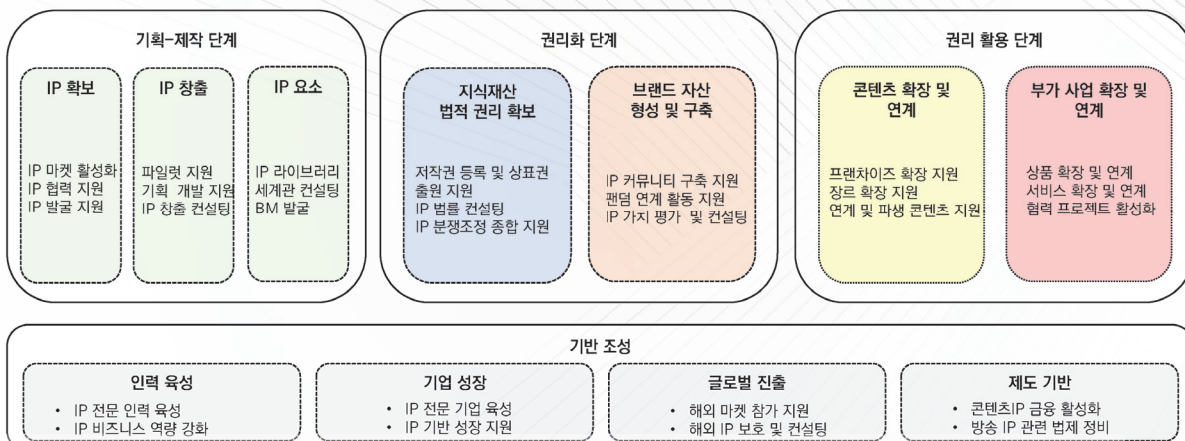 기획-제작 단계
IP 확보
IP 마켓 활성화
IP 협력 지원
IP 발굴 지원
IP 창출
파일럿 지원
기획 개발 지원
IP 창출 컨설팅
IP 요소
IP 라이브러리
세계관 컨설팅
BM 발굴
권리화 단계
지식재산
법적 권리 확보
저작권 등록 및 상표권
출원 지원
IP 법률 컨설팅
IP 분쟁조정 종합 지원
브랜드 자산
형성 및 구축
IP 커뮤니티 구축 지원
팬덤 연계 활동 지원
IP 가치 평가 및 컨설팅
권리 활용 단계
콘텐츠 확장 및
연계
프랜차이즈 확장 지원
장르 확장 지원
연계 및 파생 콘텐츠 지원
부가 사업 확장 및
연계
상품 확장 및 연계
서비스 확장 및 연계
협력 프로젝트 활성화
기반 조성
인력 육성
• IP 전문 인력 육성
• IP 비즈니스 역량 강화
기업 성장
• IP 전문 기업 육성
• IP 기반 성장 지원
글로벌 진출
• 해외 마켓 참가 지원
• 해외 IP 보호 및 컨설팅
제도 기반
• 콘텐츠IP 금융 활성화
• 방송 IP 관련 법제 정비